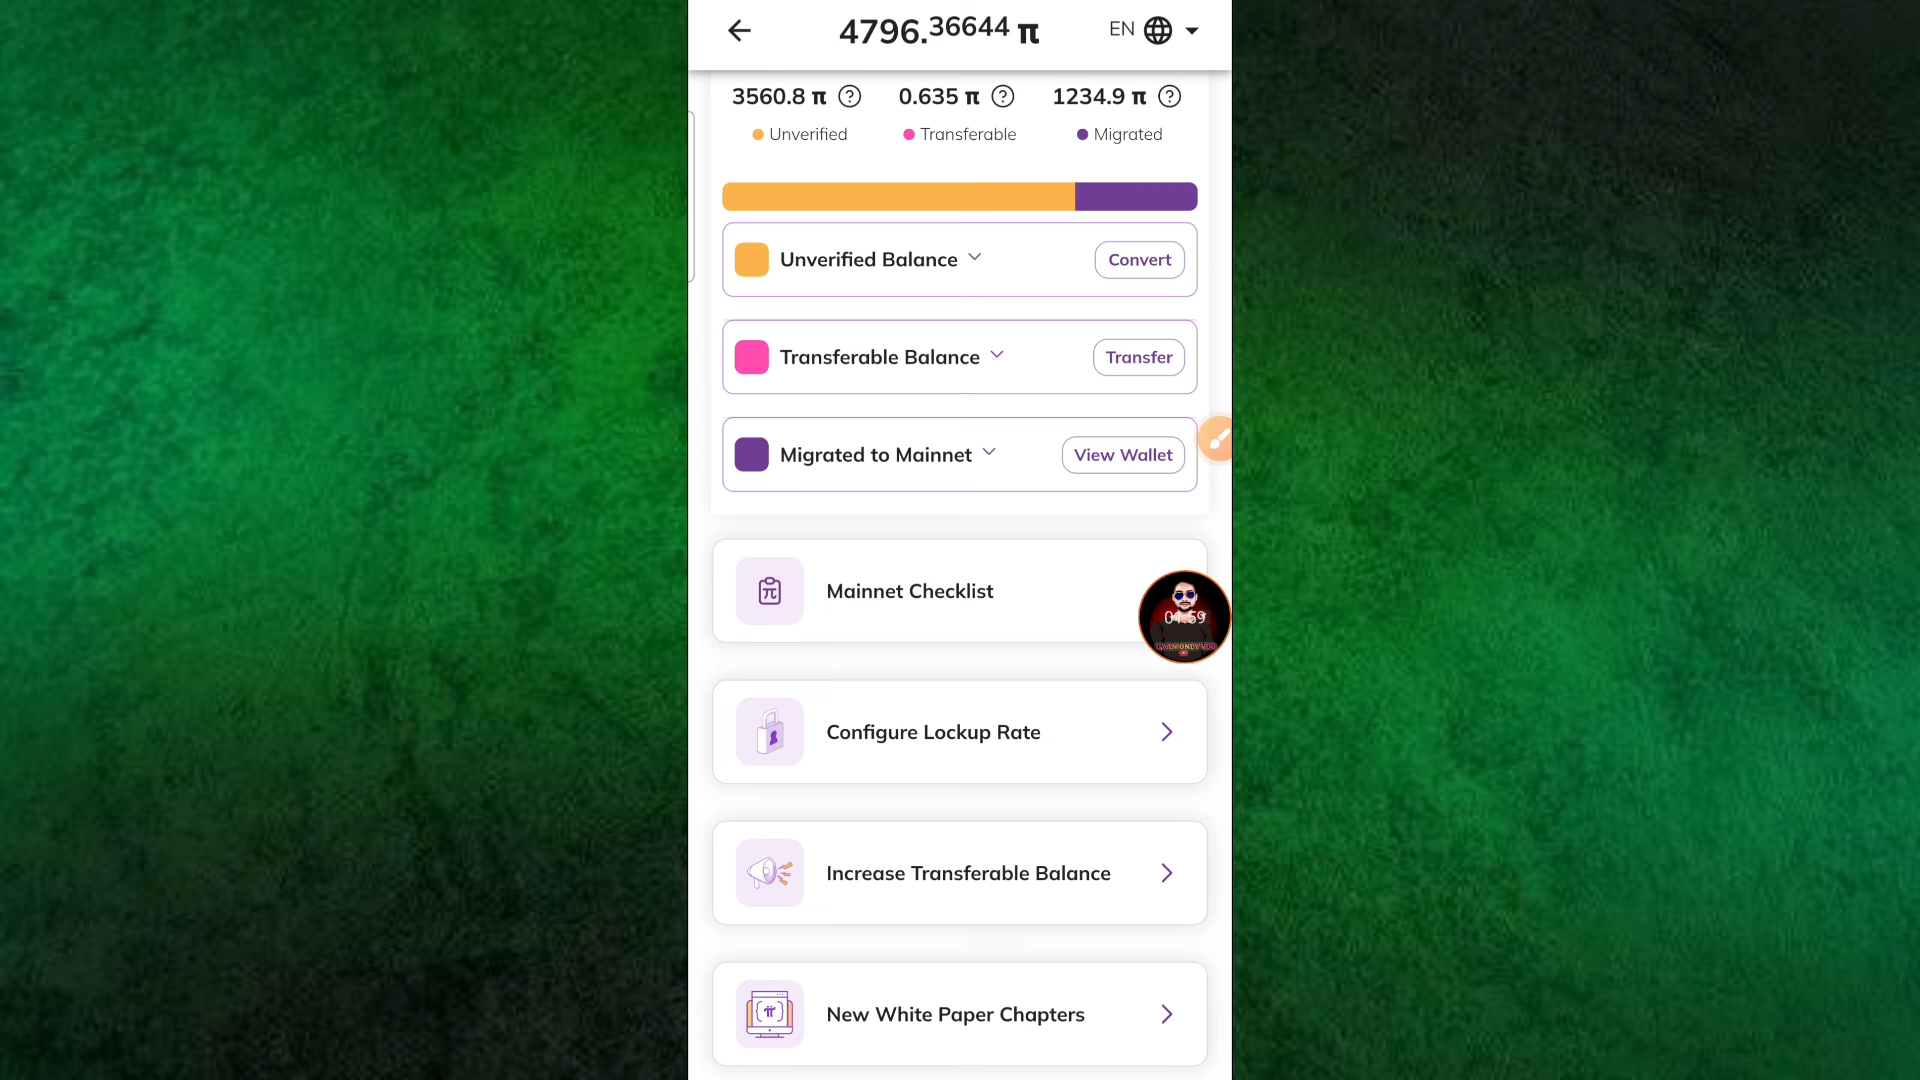 4796.36644 π
EN
3560.8 π ? 0.635 π ? 1234.9 π ?
Unverified Transferable Migrated
Unverified Balance Convert
Transferable Balance Transfer
Migrated to Mainnet View Wallet
Mainnet Checklist
01:59
Configure Lockup Rate
Increase Transferable Balance
New White Paper Chapters